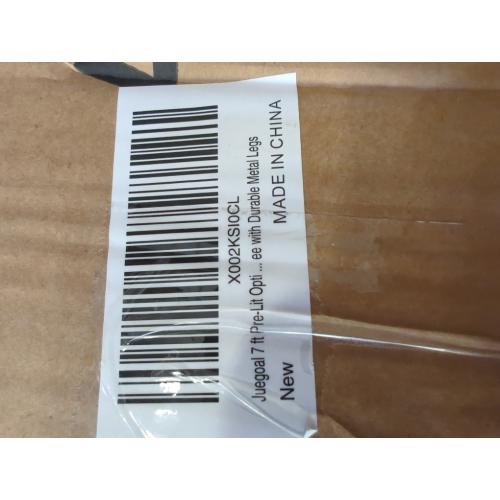 X002KSI0CL
Juegoal 7 ft Pre-Lit Opti ... ee with Durable Metal Legs
New
MADE IN CHINA